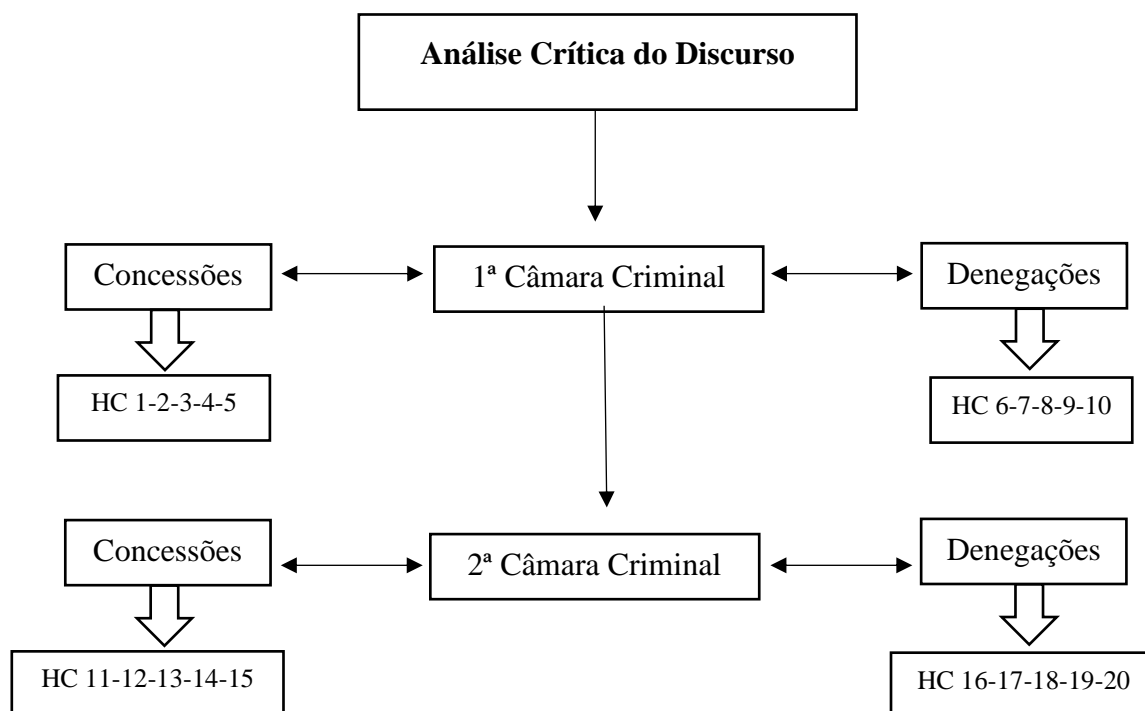 Análise Crítica do Discurso
Concessões
1ª Câmara Criminal
Denegações
HC 1-2-3-4-5
HC 6-7-8-9-10
Concessões
2ª Câmara Criminal
Denegações
HC 11-12-13-14-15
HC 16-17-18-19-20